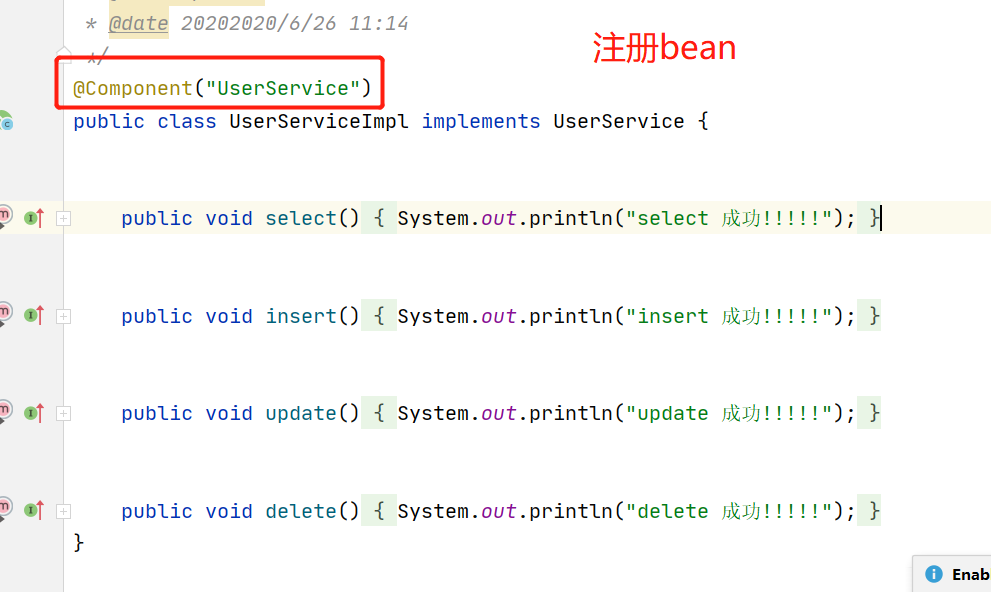 * @date 20202020/6/26 11:14
*/
注册bean
@Component("UserService")
public class UserServiceImpl implements UserService {
public void select() { System.out.println("select 成功!!!!!"); }
public void insert() { System.out.println("insert 成功!!!!!"); }
public void update() { System.out.println("update 成功!!!!!"); }
public void delete() { System.out.println("delete 成功!!!!!"); }
}
Enab